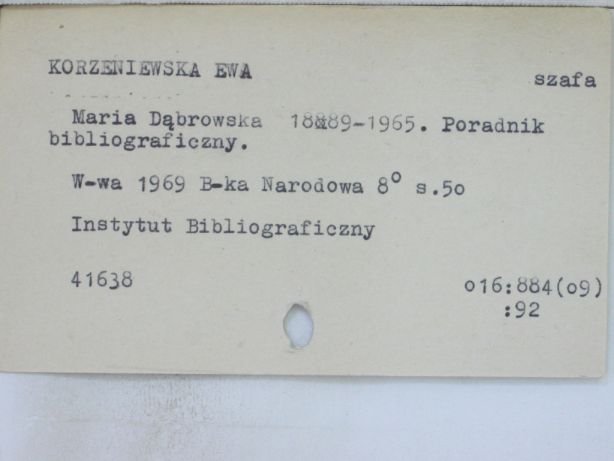 KORZENIEWSKA EWA
szafa
Maria Dąbrowska 18889-1965. Poradnik
bibliograficzny.
W-wa 1969 B-ka Narodowa 8° s.5o
Instytut Bibliograficzny
41638
o16:884(o9)
:92